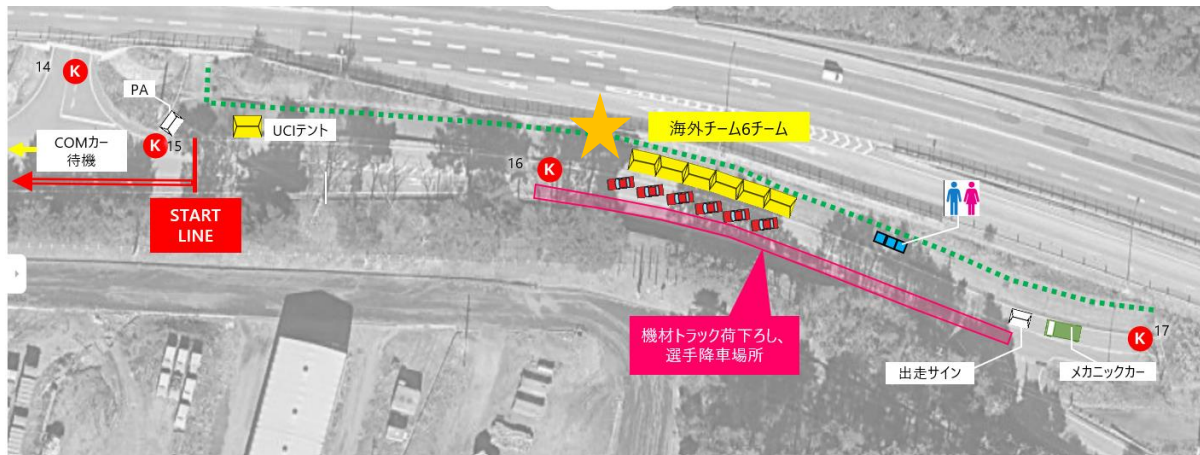 14
K
PA
COMカー
待機
K
15
START
LINE
UCIテント
16
K
海外チーム6チーム
機材トラック荷下ろし、
選手降車場所
出走サイン
メカニックカー
K
17